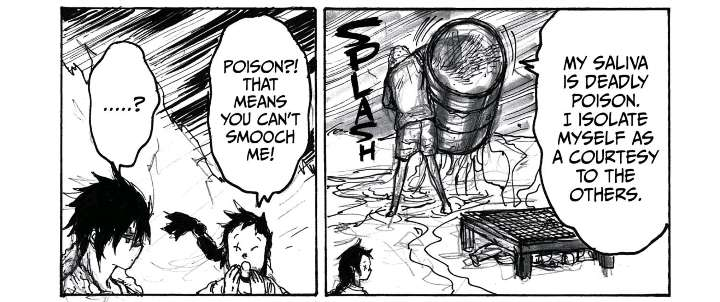 MY SALIVA
IS DEADLY
POISON.
I ISOLATE
MYSELF AS
A COURTESY
TO THE
OTHERS.
SPLASH
POISON?!
THAT
MEANS
YOU CAN'T
SMOOCH
ME!
.....?